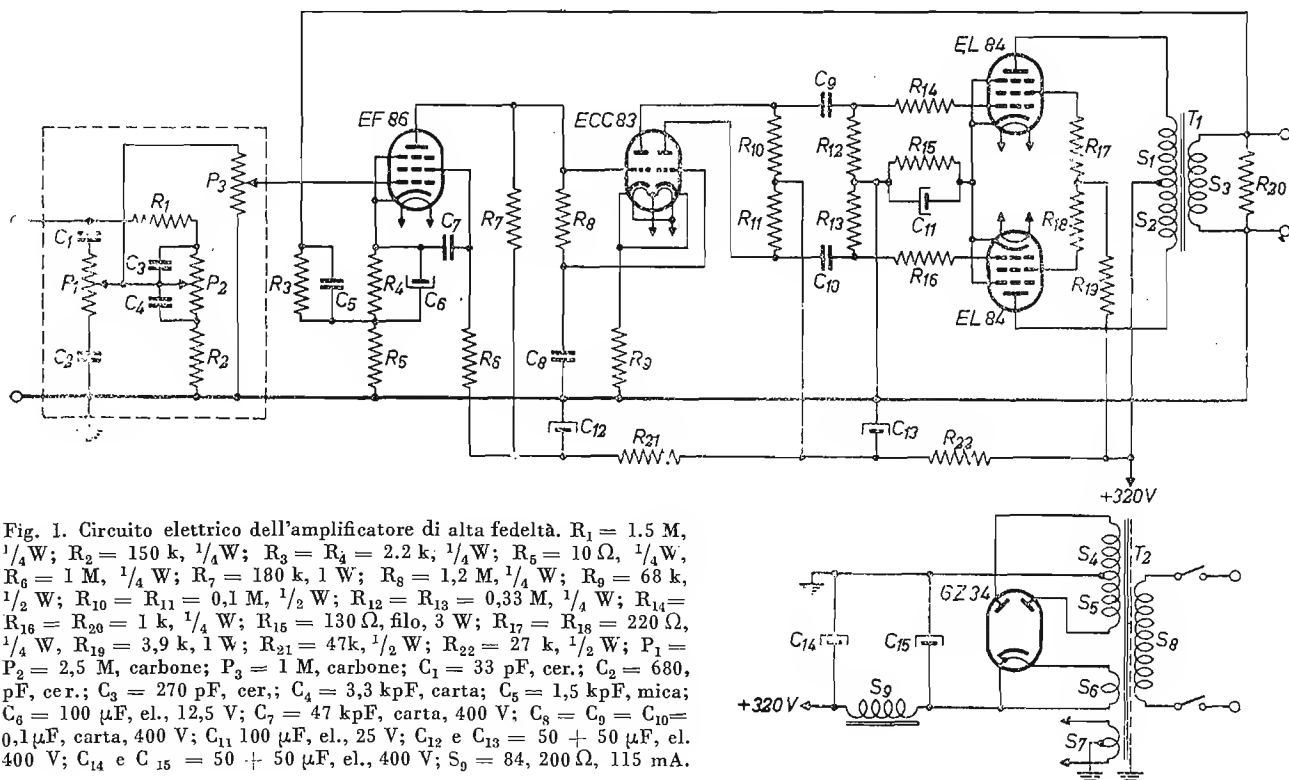 EL 84
C9
R14
EF 86
ECC 83
T1
R10
R12
R15
R17
S1
P3
R1
S3
R20
C1
C7
R7
R8
R11
R13
C11
R18
S2
C3
P1
P2
R3
C5
R4
C6
C10
R16
R19
C4
EL 84
C2
R2
R5
R6
C8
R9
C12
R21
C13
R22
+320V
Fig. 1. Circuito elettrico dell'amplificatore di alta fedeltà. R1 = 1.5 M,
1/4 W; R2 = 150 k, 1/4 W; R3 = R4 = 2.2 k, 1/4 W; R5 = 10 Ω, 1/4 W,
R6 = 1 M, 1/4 W; R7 = 180 k, 1 W; R8 = 1,2 M, 1/4 W; R9 = 68 k,
1/2 W; R10 = R11 = 0,1 M, 1/2 W; R12 = R13 = 0,33 M, 1/4 W; R14=
R16 = R20 = 1 k, 1/4 W; R15 = 130 Ω, filo, 3 W; R17 = R18 = 220 Ω,
1/4 W, R19 = 3,9 k, 1 W; R21 = 47k, 1/2 W; R22 = 27 k, 1/2 W; P1 =
P2 = 2,5 M, carbone; P3 = 1 M, carbone; C1 = 33 pF, cer.; C2 = 680,
pF, cer.; C3 = 270 pF, cer,; C4 = 3,3 kpF, carta; C5 = 1,5 kpF, mica;
C6 = 100 μF, el., 12,5 V; C7 = 47 kpF, carta, 400 V; C8 = C9 = C10=
0,1μF, carta, 400 V; C11 100 μF, el., 25 V; C12 e C13 = 50 + 50 μF, el.
400 V; C14 e C15 = 50 + 50 μF, el., 400 V; S9 = 84, 200 Ω, 115 mA.
S4
T2
GZ 34
S5
C14
C15
S8
S6
S9
+320V
S7